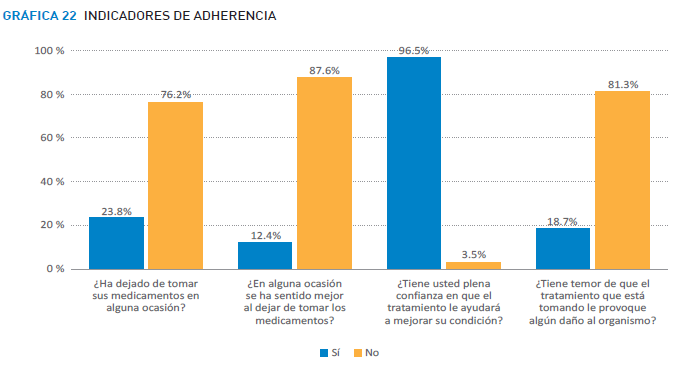 GRÁFICA 22 INDICADORES DE ADHERENCIA
100 %
80 %
60 %
40 %
20 %
0 %
23.8%
76.2%
12.4%
87.6%
96.5%
3.5%
18.7%
81.3%
¿Ha dejado de tomar
sus medicamentos en
alguna ocasión?
¿En alguna ocasión
se ha sentido mejor
al dejar de tomar los
medicamentos?
¿Tiene usted plena
confianza en que el
tratamiento le ayudará
a mejorar su condición?
¿Tiene temor de que el
tratamiento que está
tomando le provoque
algún daño al organismo?
Sí
No